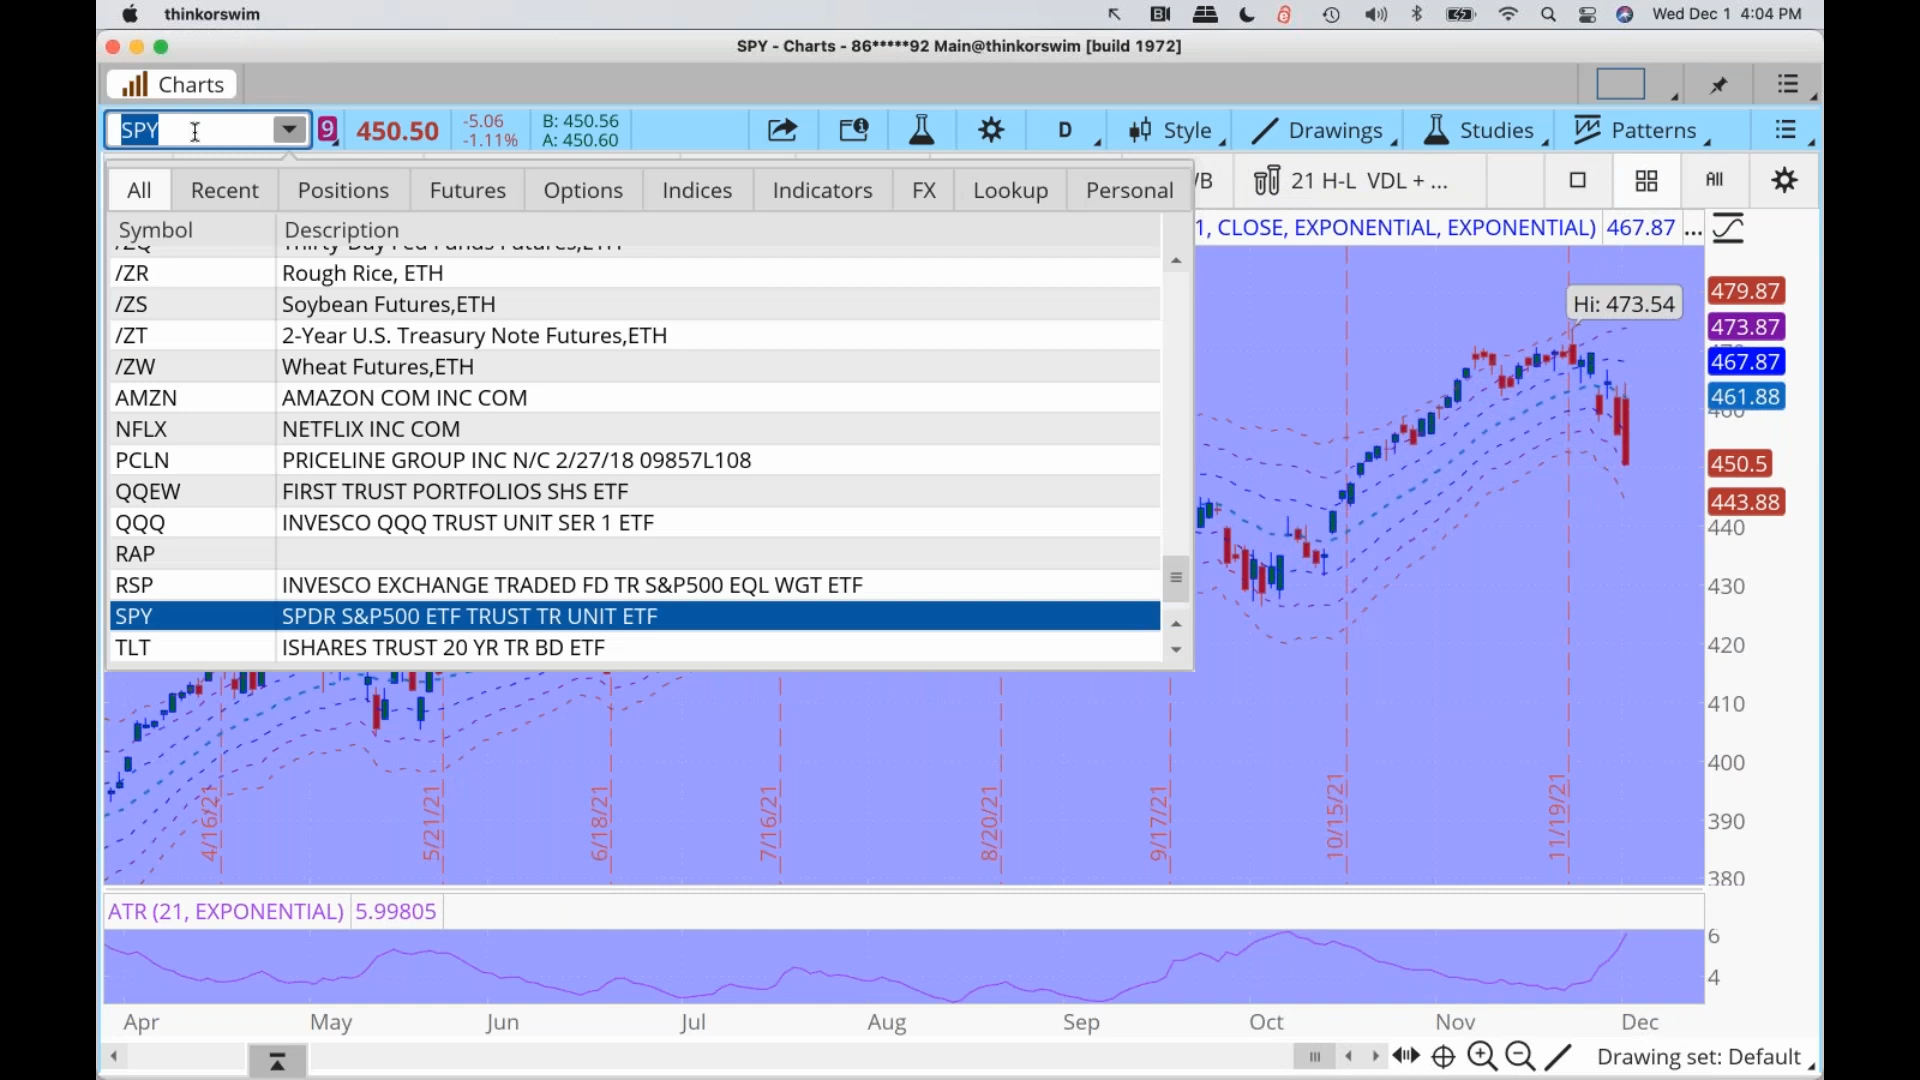 thinkorswim
Wed Dec 1 4:04 PM
SPY - Charts - 86*****92 Main@thinkorswim [build 1972]
Charts
SPY
9
450.50
-5.06
-1.11%
B: 450.56
A: 450.60
D
Style
Drawings
Studies
Patterns
All Recent Positions Futures Options Indices Indicators FX Lookup Personal
/B
21 H-L VDL + ...
All
Symbol Description
/ZQ Thirty Day Fed Funds Futures,ETH
/ZR Rough Rice, ETH
/ZS Soybean Futures,ETH
/ZT 2-Year U.S. Treasury Note Futures,ETH
/ZW Wheat Futures,ETH
AMZN AMAZON COM INC COM
NFLX NETFLIX INC COM
PCLN PRICELINE GROUP INC N/C 2/27/18 09857L108
QQEW FIRST TRUST PORTFOLIOS SHS ETF
QQQ INVESCO QQQ TRUST UNIT SER 1 ETF
RAP
RSP INVESCO EXCHANGE TRADED FD TR S&P500 EQL WGT ETF
SPY SPDR S&P500 ETF TRUST TR UNIT ETF
TLT ISHARES TRUST 20 YR TR BD ETF
1, CLOSE, EXPONENTIAL, EXPONENTIAL) 467.87 ...
Hi: 473.54
479.87
473.87
467.87
461.88
460
450.5
443.88
440
430
420
410
400
390
380
4/16/21
5/21/21
6/18/21
7/16/21
8/20/21
9/17/21
10/15/21
11/19/21
ATR (21, EXPONENTIAL) 5.99805
6
4
Apr May Jun Jul Aug Sep Oct Nov Dec
Drawing set: Default